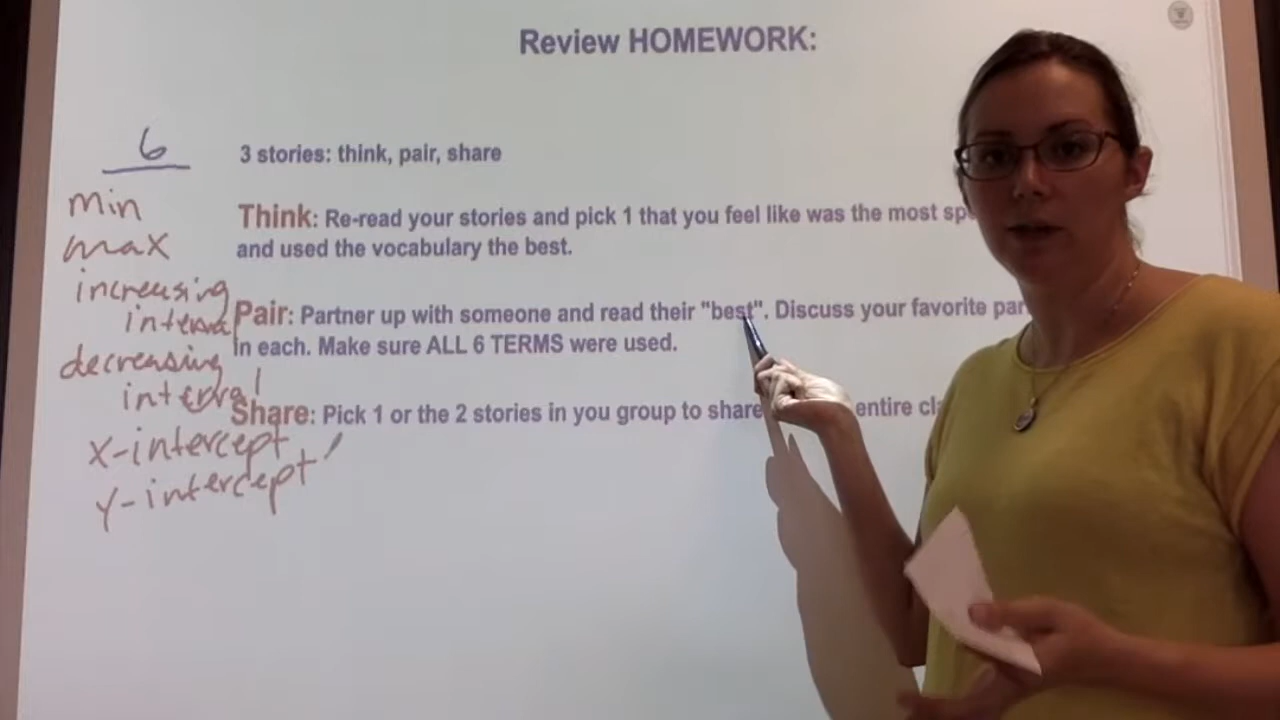 Review HOMEWORK:
6
3 stories: think, pair, share
min
max
increasing
interval
decreasing
interval
x-intercept
y-intercept
Think: Re-read your stories and pick 1 that you feel like was the most
and used the vocabulary the best.
Pair: Partner up with someone and read their "best". Discuss your favorite
in each. Make sure ALL 6 TERMS were used.
Share: Pick 1 or the 2 stories in you group to share entire